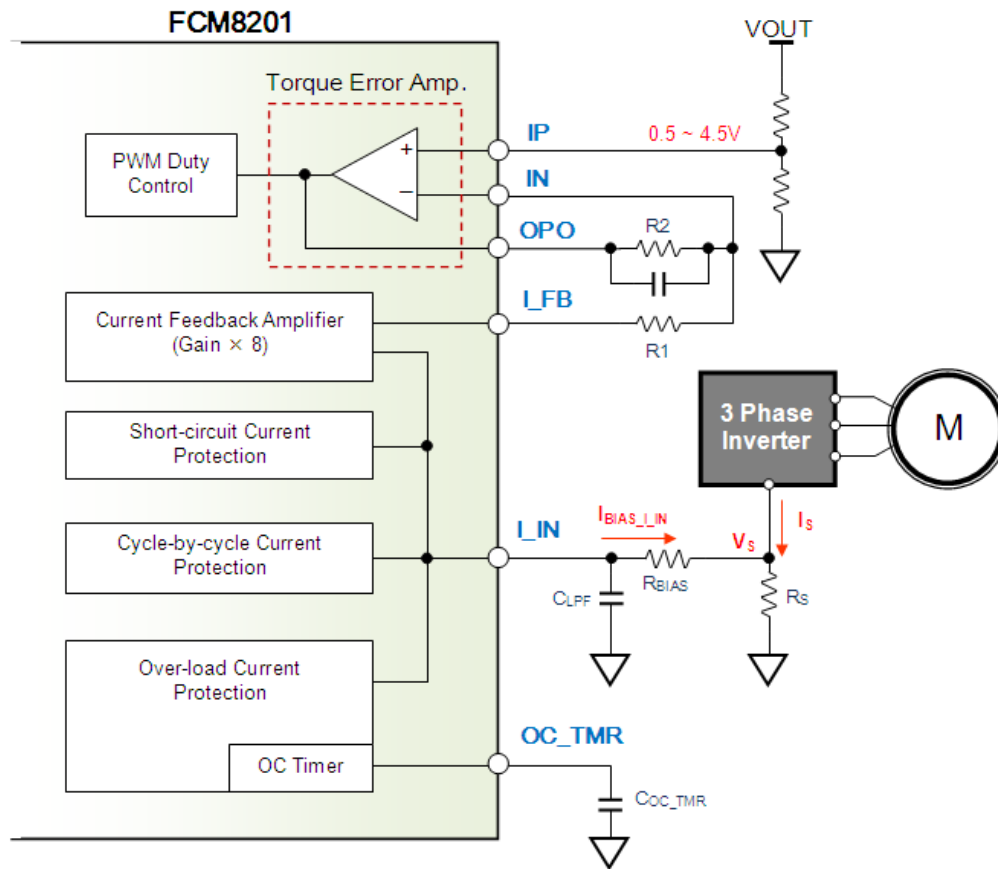 FCM8201
VOUT
Torque Error Amp.
IP
0.5 ~ 4.5V
+
PWM Duty
Control
IN
−
OPO
R2
I_FB
Current Feedback Amplifier
(Gain × 8)
R1
3 Phase
Inverter
M
Short-circuit Current
Protection
I_IN
IBIAS_I_IN
VS
IS
Cycle-by-cycle Current
Protection
RBIAS
CLPF
RS
Over-load Current
Protection
OC_TMR
OC Timer
COC_TMR